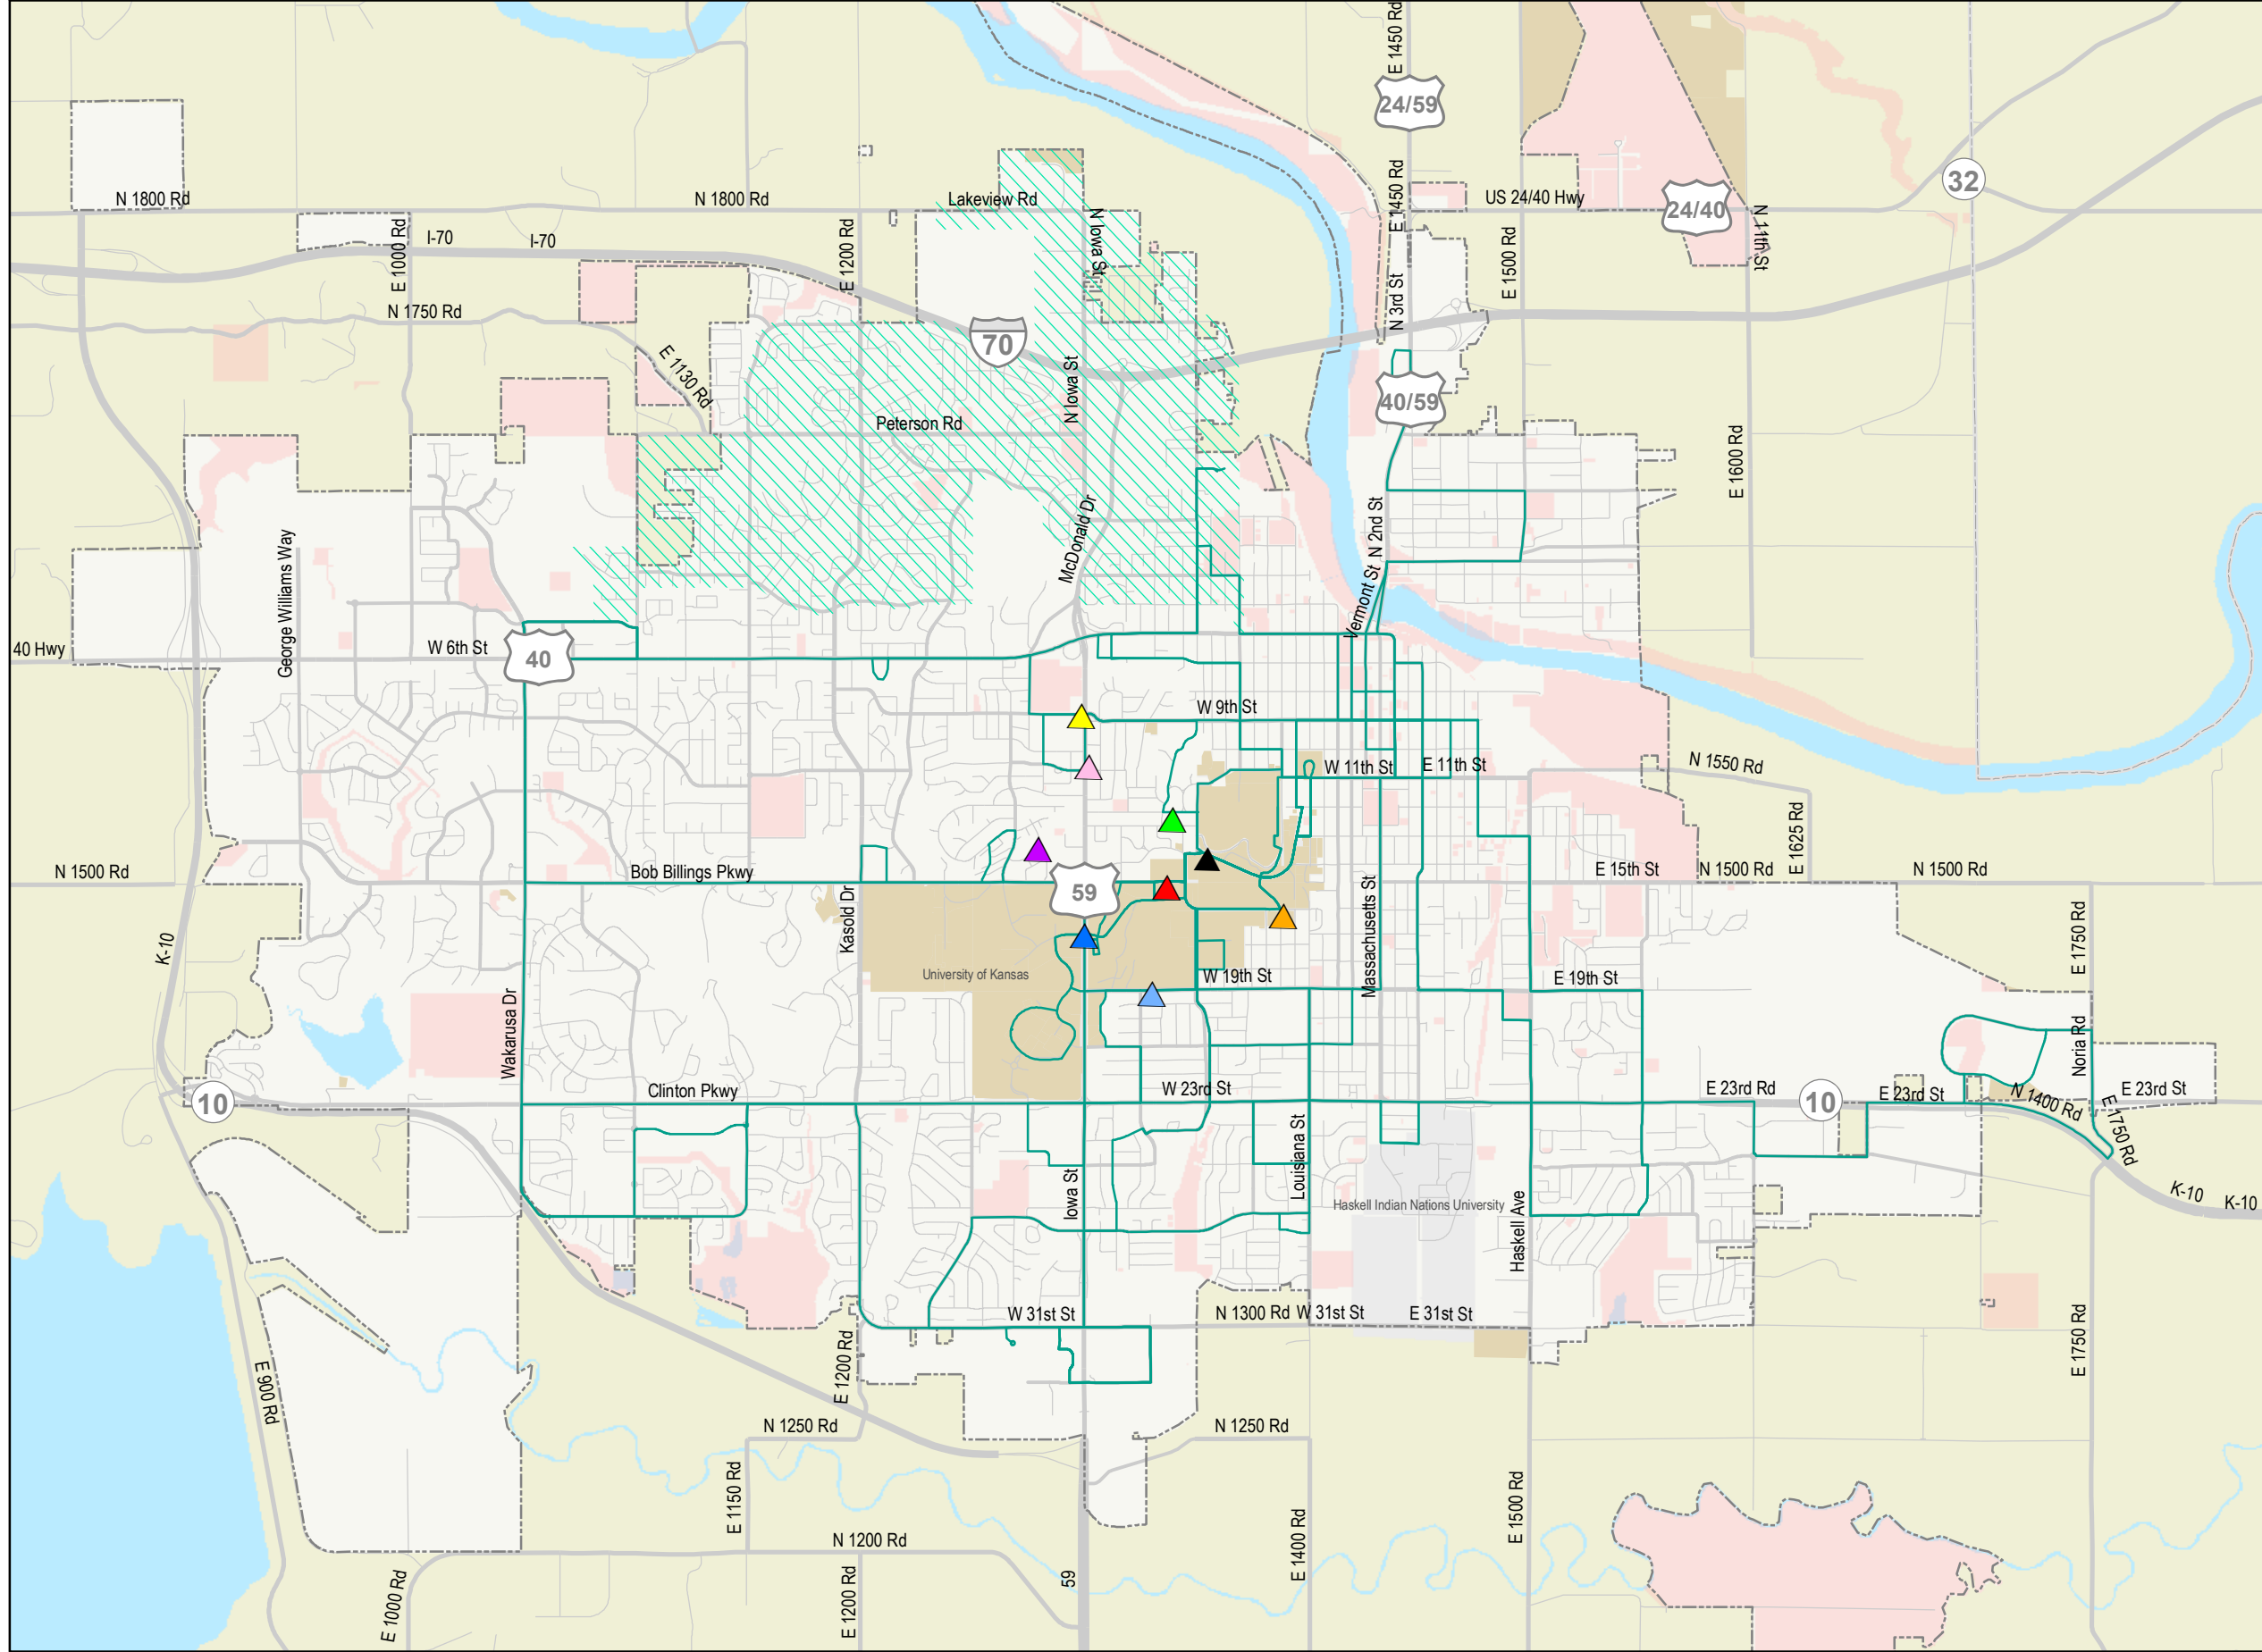 E 1450 Rd
24/59
N 1800 Rd
N 1800 Rd
Lakeview Rd
E 1450 Rd
US 24/40 Hwy
24/40
32
N 11th St
I-70
I-70
E 1000 Rd
E 1200 Rd
N Iowa St
E 1500 Rd
N 1750 Rd
N 3rd St
70
E 1130 Rd
N Iowa St
40/59
Peterson Rd
E 1600 Rd
McDonald Dr
N 2nd St
George Williams Way
Vermont St
40 Hwy
W 6th St
40
W 9th St
W 11th St
E 11th St
N 1550 Rd
E 1625 Rd
N 1500 Rd
Bob Billings Pkwy
59
E 15th St
N 1500 Rd
N 1500 Rd
K-10
Kasold Dr
Massachusetts St
E 1750 Rd
University of Kansas
W 19th St
E 19th St
Wakarusa Dr
Noria Rd
10
Clinton Pkwy
W 23rd St
E 23rd Rd
10
E 23rd St
N 1400 Rd
E 23rd St
E 1750 Rd
Iowa St
Louisiana St
Haskell Indian Nations University
Haskell Ave
K-10
K-10
W 31st St
N 1300 Rd
W 31st St
E 31st St
E 900 Rd
E 1200 Rd
E 1750 Rd
N 1250 Rd
N 1250 Rd
E 1150 Rd
E 1500 Rd
N 1200 Rd
E 1400 Rd
E 1000 Rd
E 1200 Rd
59